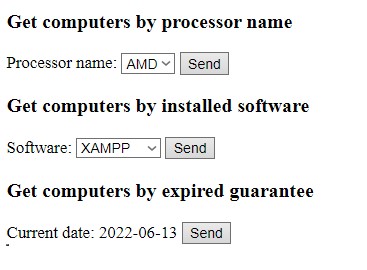 Get computers by processor name
Processor name: AMD Send
Get computers by installed software
Software: XAMPP Send
Get computers by expired guarantee
Current date: 2022-06-13 Send